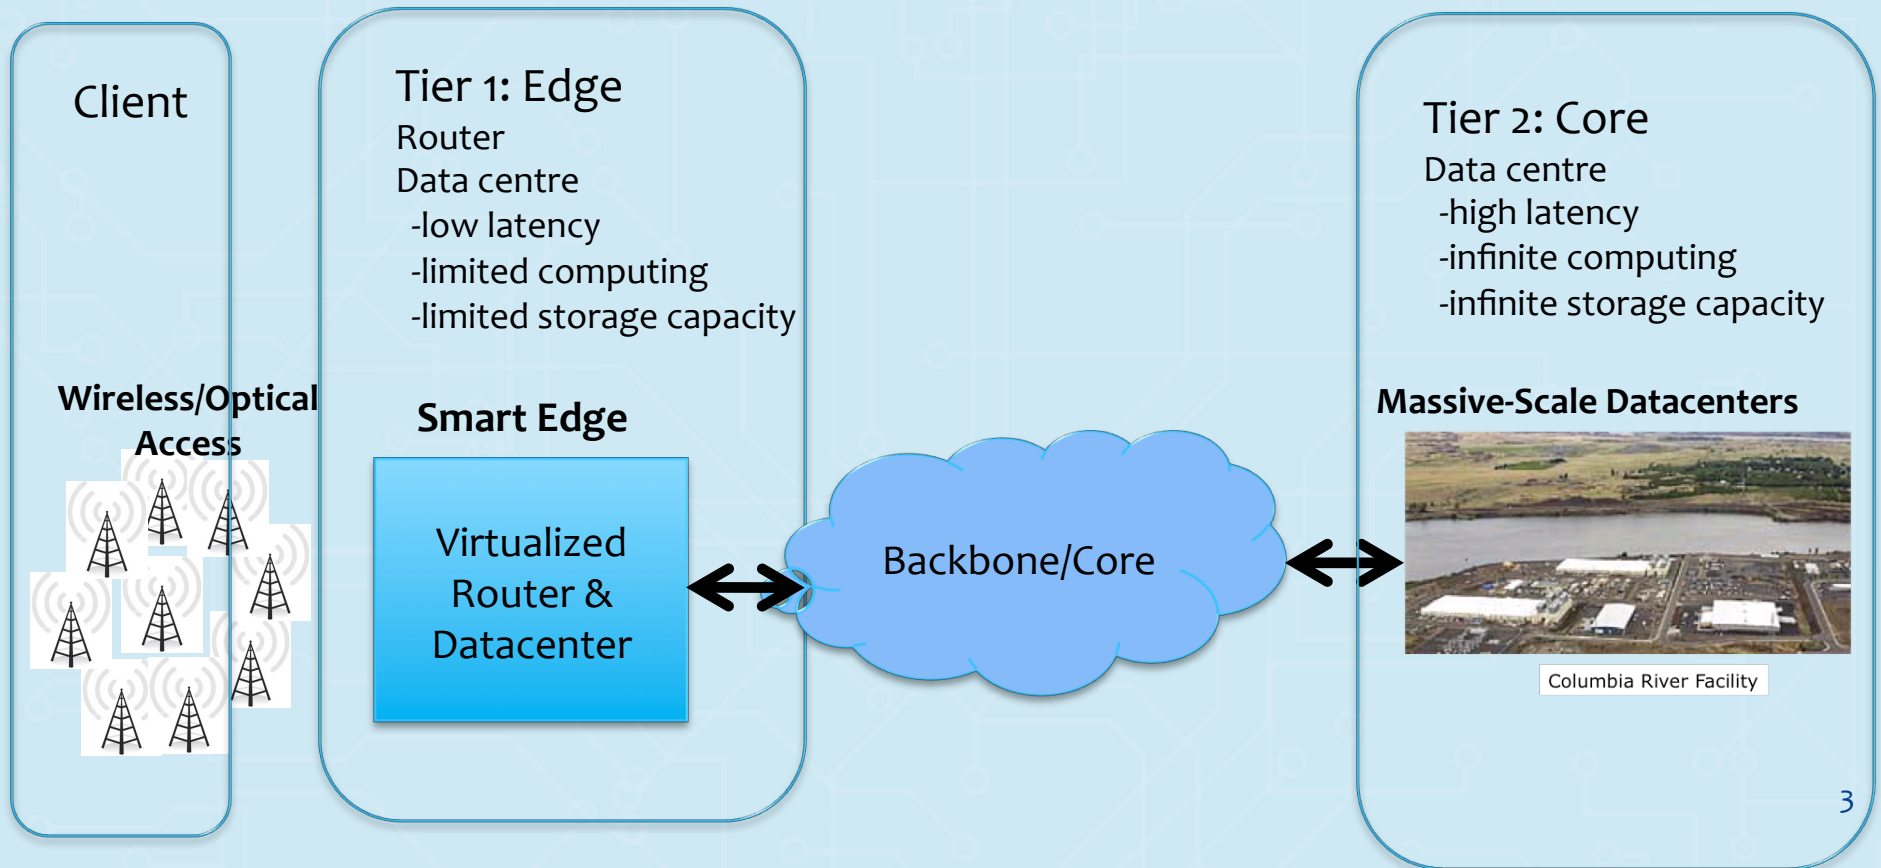 Client
Wireless/Optical
Access
Tier 1: Edge
Router
Data centre
-low latency
-limited computing
-limited storage capacity
Smart Edge
Virtualized
Router &
Datacenter
Backbone/Core
Tier 2: Core
Data centre
-high latency
-infinite computing
-infinite storage capacity
Massive-Scale Datacenters
Columbia River Facility
3